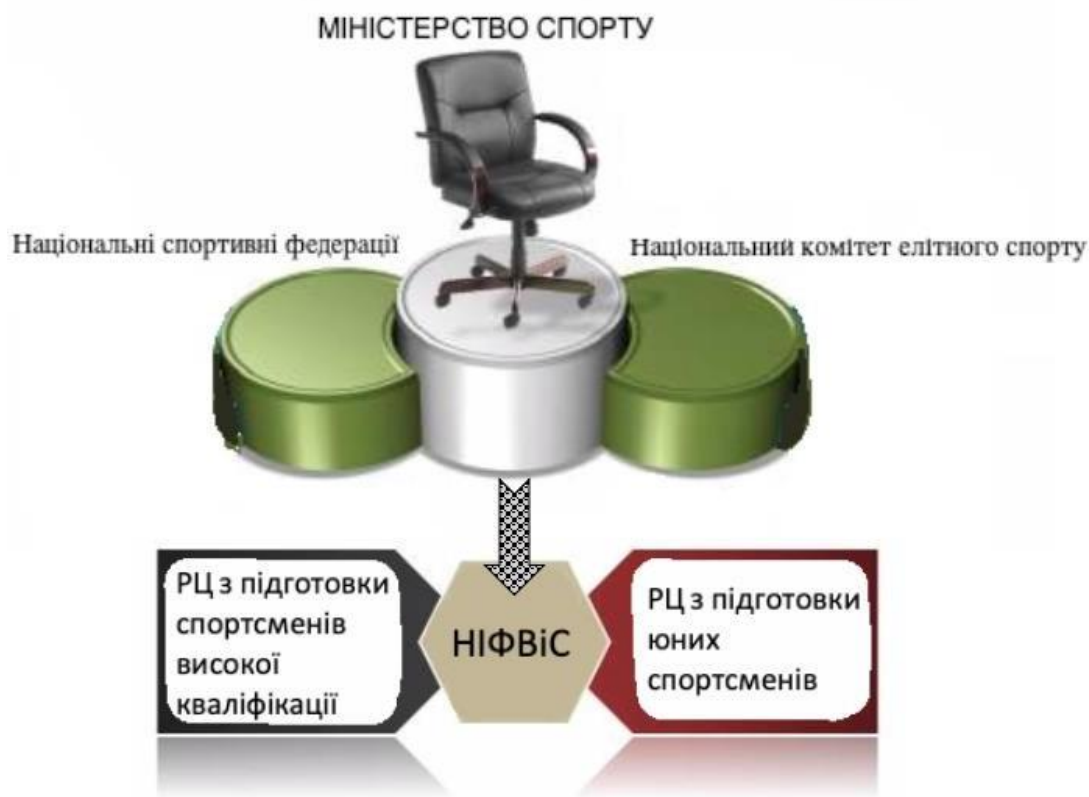 МІНІСТЕРСТВО СПОРТУ
Національні спортивні федерації
Національний комітет елітного спорту
РЦ з підготовки
спортсменів
високої
кваліфікації
НІФВіС
РЦ з підготовки
юних
спортсменів